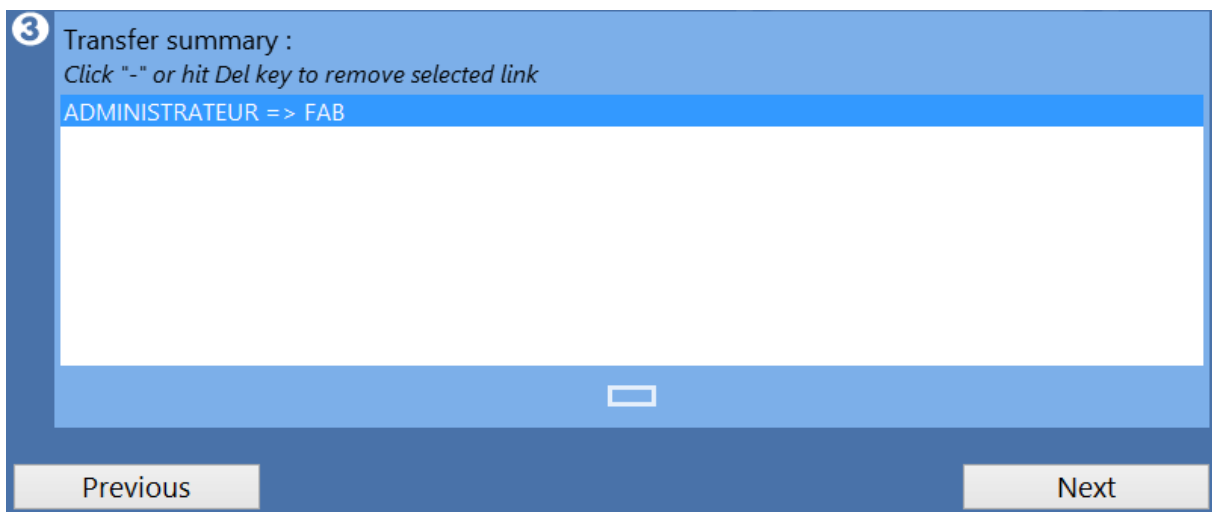 3
Transfer summary :
Click "-" or hit Del key to remove selected link
ADMINISTRATEUR => FAB
Previous
Next